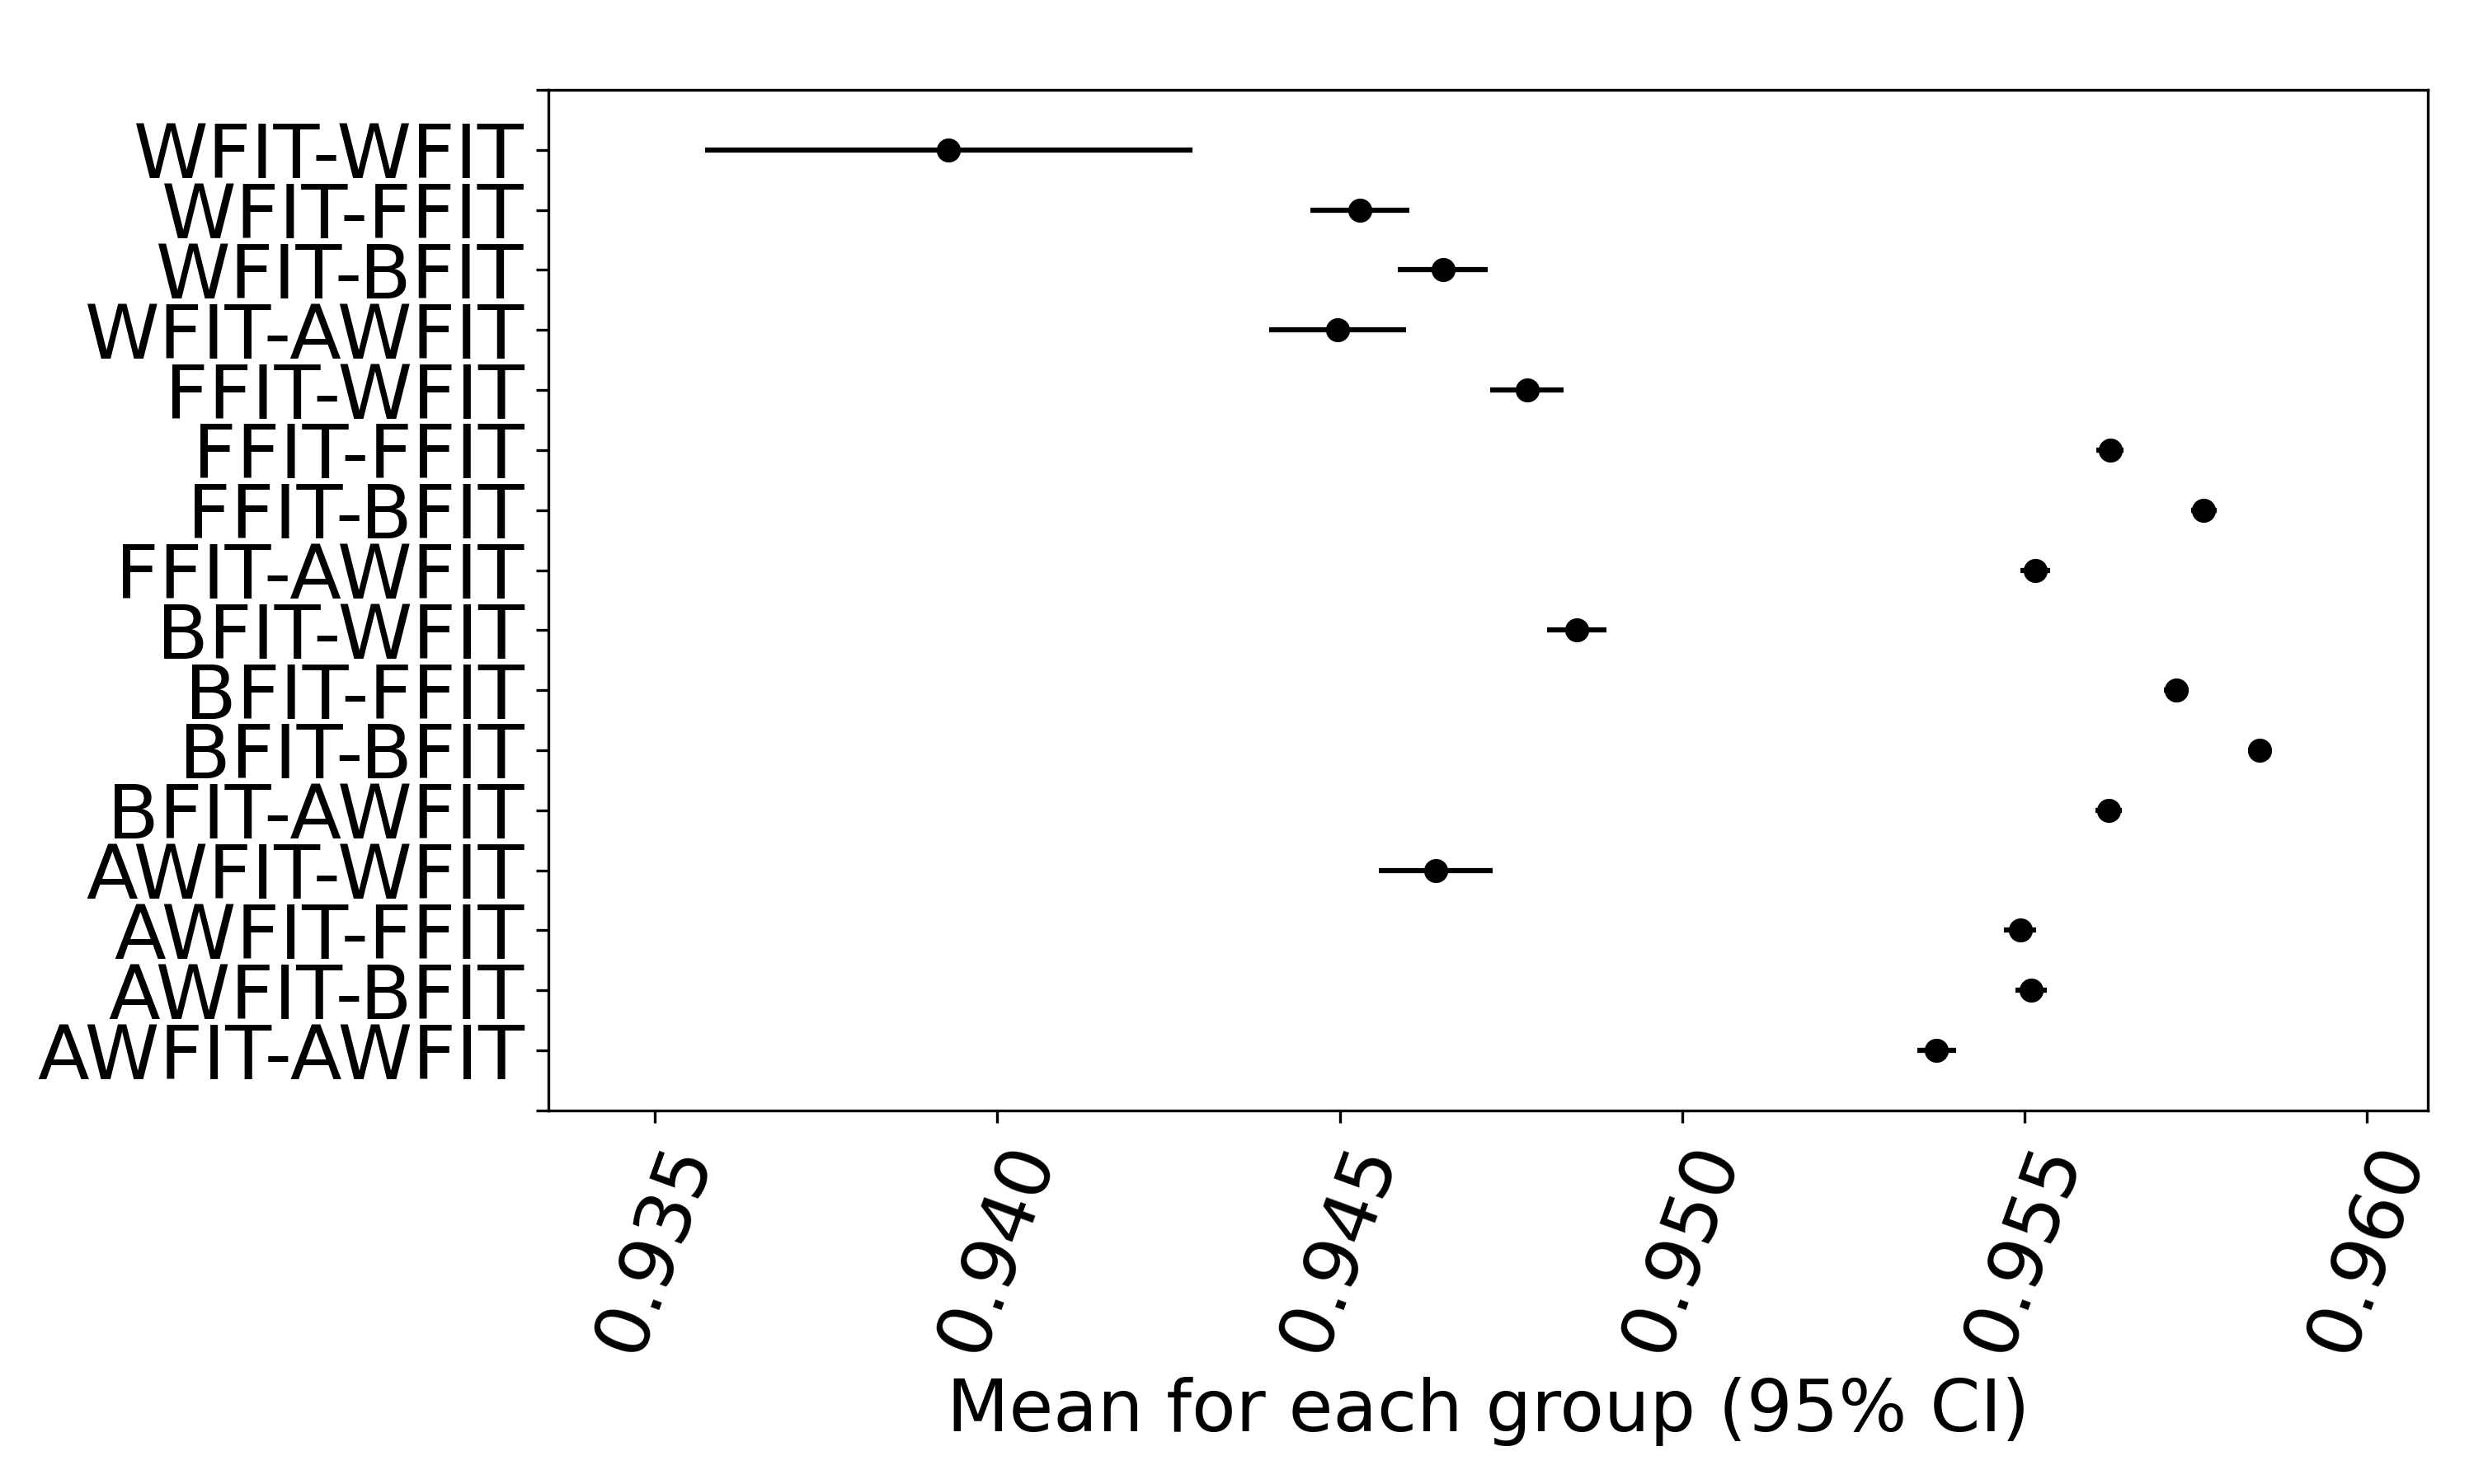 WFIT-WFIT
WFIT-FFIT
WFIT-BFIT
WFIT-AWFIT
FFIT-WFIT
FFIT-FFIT
FFIT-BFIT
FFIT-AWFIT
BFIT-WFIT
BFIT-FFIT
BFIT-BFIT
BFIT-AWFIT
AWFIT-WFIT
AWFIT-FFIT
AWFIT-BFIT
AWFIT-AWFIT
0.935 0.940 0.945 0.950 0.955 0.960
Mean for each group (95% CI)